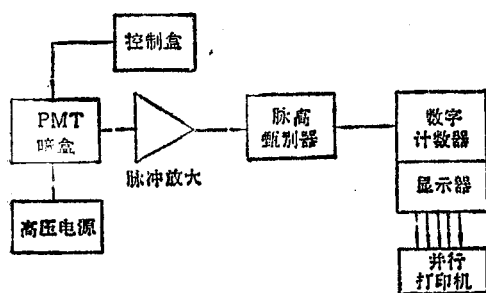 控制盒
PMT
暗盒
脉冲放大
脉高
甄别器
数字
计数器
显示器
高压电源
并行
打印机